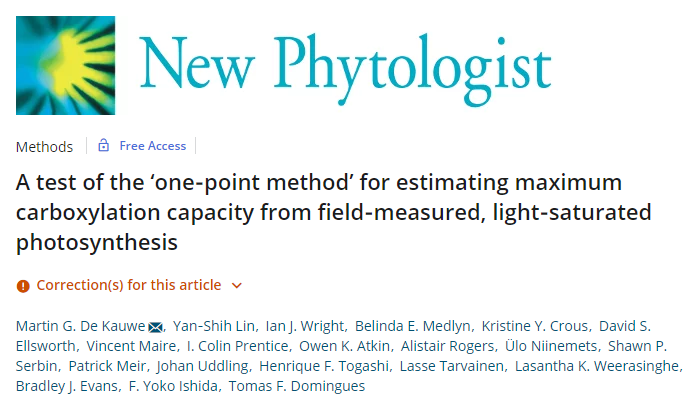 New Phytologist
Methods Free Access
A test of the ‘one-point method’ for estimating maximum
carboxylation capacity from field-measured, light-saturated
photosynthesis
Correction(s) for this article
Martin G. De Kauwe, Yan-Shih Lin, Ian J. Wright, Belinda E. Medlyn, Kristine Y. Crous, David S.
Ellsworth, Vincent Maire, I. Colin Prentice, Owen K. Atkin, Alistair Rogers, Ülo Niinemets, Shawn P.
Serbin, Patrick Meir, Johan Uddling, Henrique F. Togashi, Lasse Tarvainen, Lasantha K. Weerasinghe,
Bradley J. Evans, F. Yoko Ishida, Tomas F. Domingues